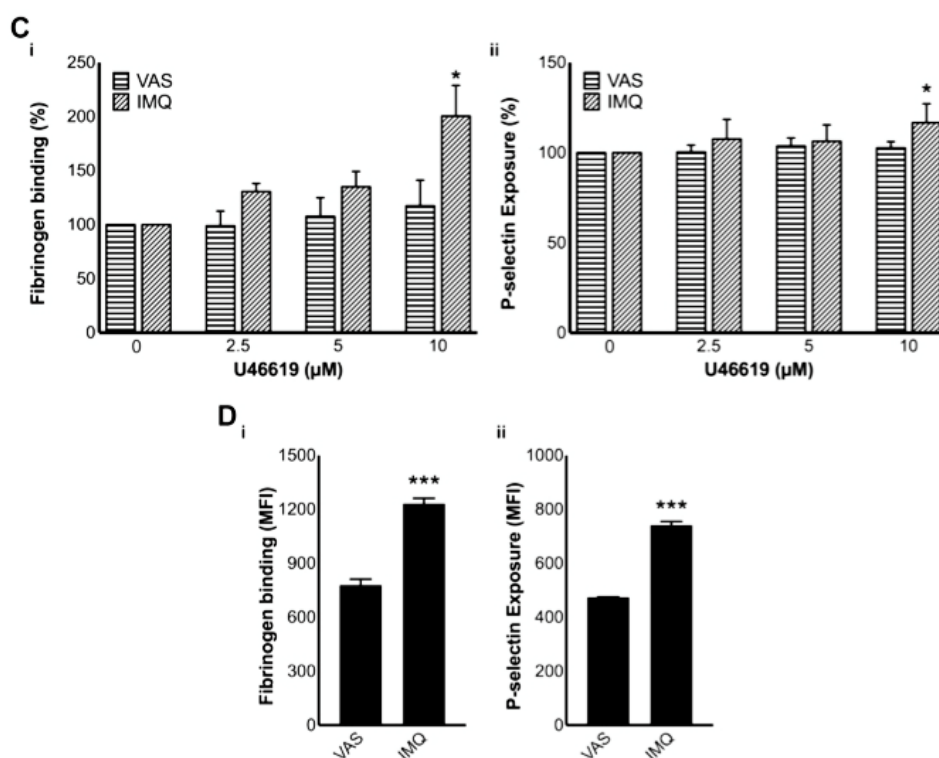 C
i
ii
Fibrinogen binding (%)
250
200
150
100
50
0
VAS
IMQ
*
0 2.5 5 10
U46619 (µM)
P-selectin Exposure (%)
150
100
50
0
VAS
IMQ
*
0 2.5 5 10
U46619 (µM)
D
i
ii
Fibrinogen binding (MFI)
1500
1200
900
600
300
0
***
VAS IMQ
P-selectin Exposure (MFI)
1000
800
600
400
200
0
***
VAS IMQ